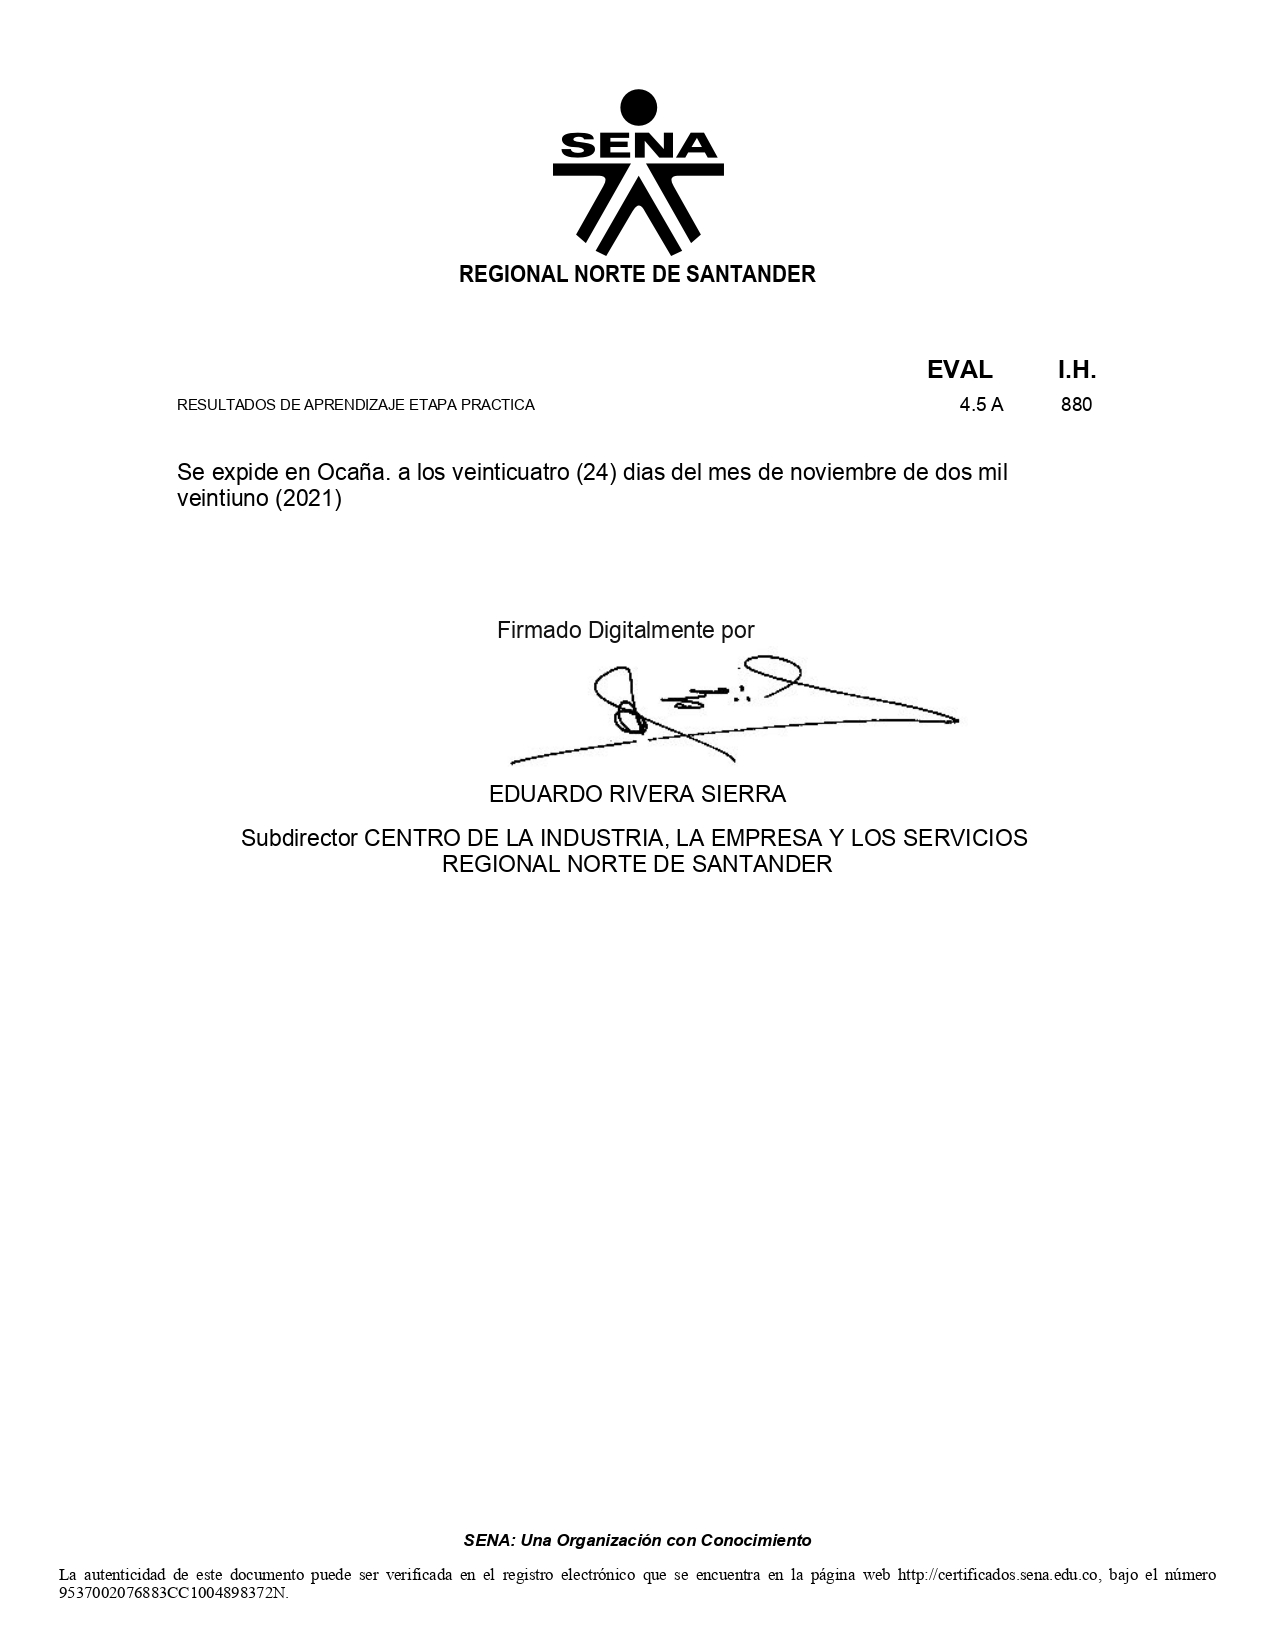 SENA
REGIONAL NORTE DE SANTANDER
EVAL I.H.
RESULTADOS DE APRENDIZAJE ETAPA PRACTICA 4.5 A 880
Se expide en Ocaña. a los veinticuatro (24) dias del mes de noviembre de dos mil
veintiuno (2021)
Firmado Digitalmente por
EDUARDO RIVERA SIERRA
Subdirector CENTRO DE LA INDUSTRIA, LA EMPRESA Y LOS SERVICIOS
REGIONAL NORTE DE SANTANDER
SENA: Una Organización con Conocimiento
La autenticidad de este documento puede ser verificada en el registro electrónico que se encuentra en la página web http://certificados.sena.edu.co, bajo el número
9537002076883CC1004898372N.